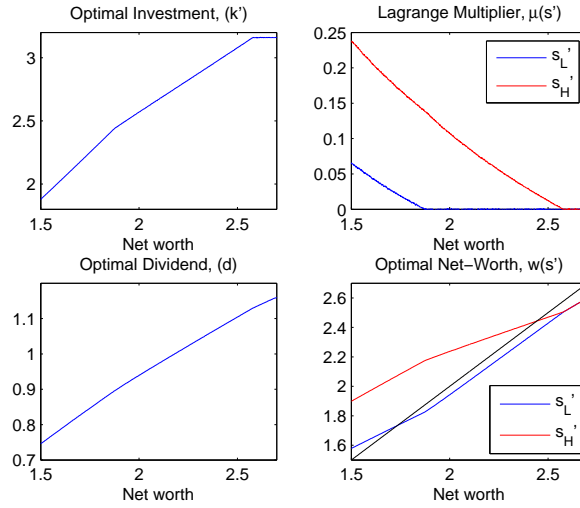 Optimal Investment, (k')
3
2.5
2
1.5 2 2.5
Net worth
Lagrange Multiplier, μ(s')
0.25
0.2
0.15
0.1
0.05
0
1.5 2 2.5
Net worth
s_L'
s_H'
Optimal Dividend, (d)
1.1
1
0.9
0.8
0.7
1.5 2 2.5
Net worth
Optimal Net−Worth, w(s')
2.6
2.4
2.2
2
1.8
1.6
1.5 2 2.5
Net worth
s_L'
s_H'